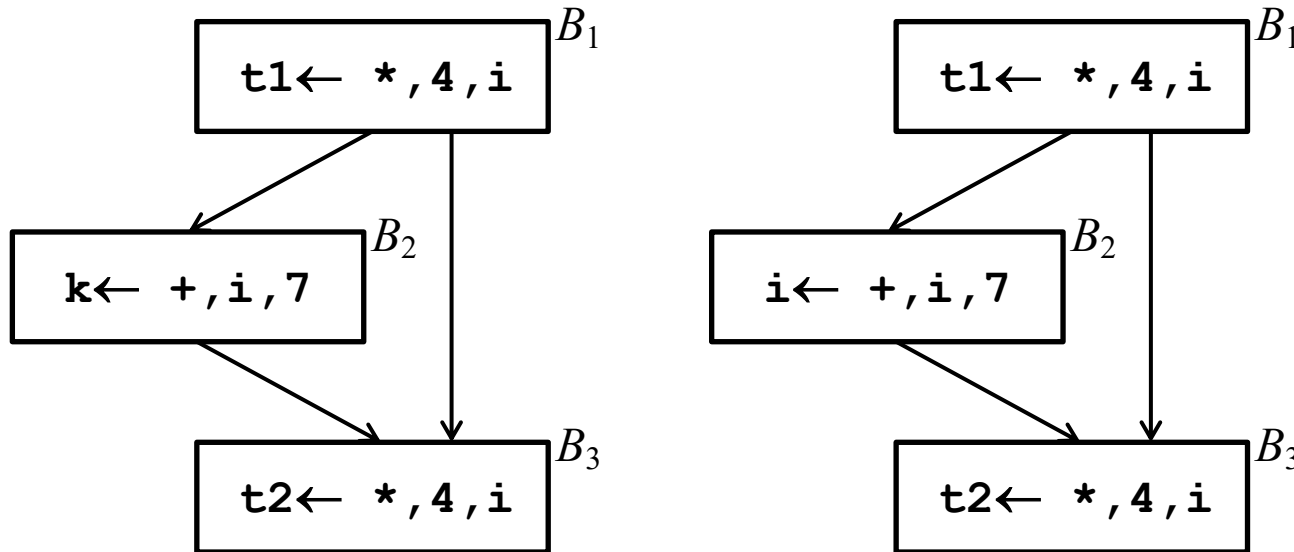 B₁
t1← *,4,i
B₂
k← +,i,7
B₃
t2← *,4,i
B₁
t1← *,4,i
B₂
i← +,i,7
B₃
t2← *,4,i